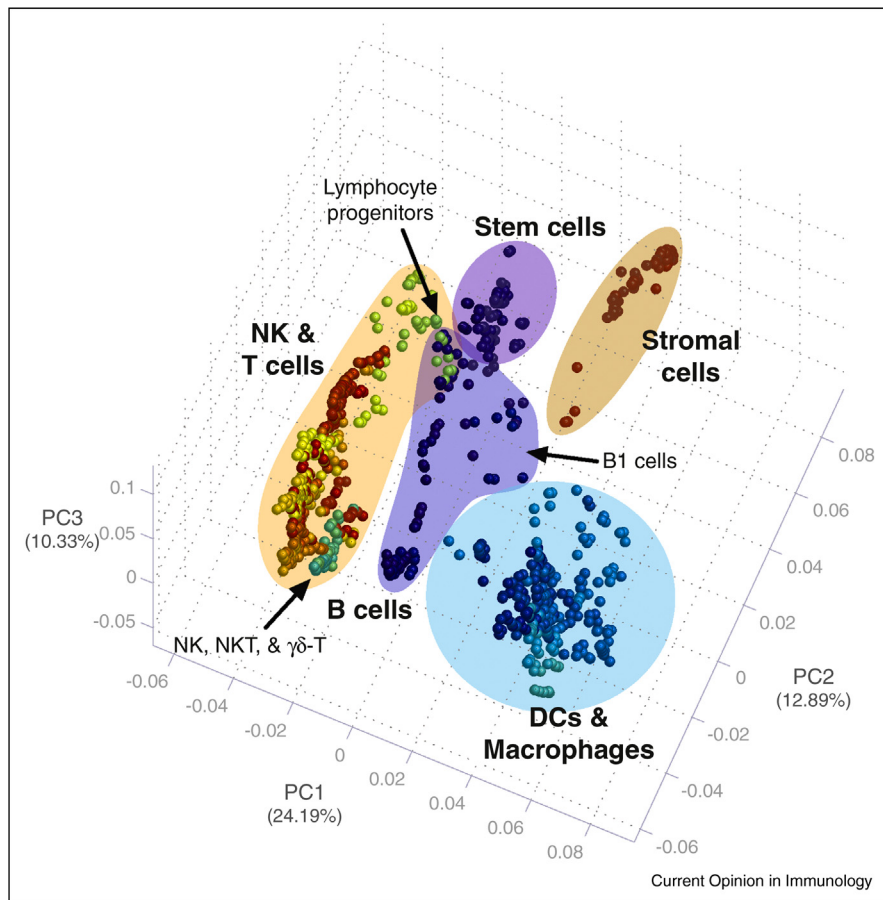 Lymphocyte
progenitors
Stem cells
NK &
T cells
Stromal
cells
B1 cells
0.08
0.06
0.04
0.02
0
-0.02
-0.04
-0.06
PC2
(12.89%)
0.1
0.05
0
-0.05
PC3
(10.33%)
B cells
NK, NKT, & γδ-T
DCs &
Macrophages
-0.06
-0.04
-0.02
0
0.02
0.04
0.06
0.08
PC1
(24.19%)
Current Opinion in Immunology